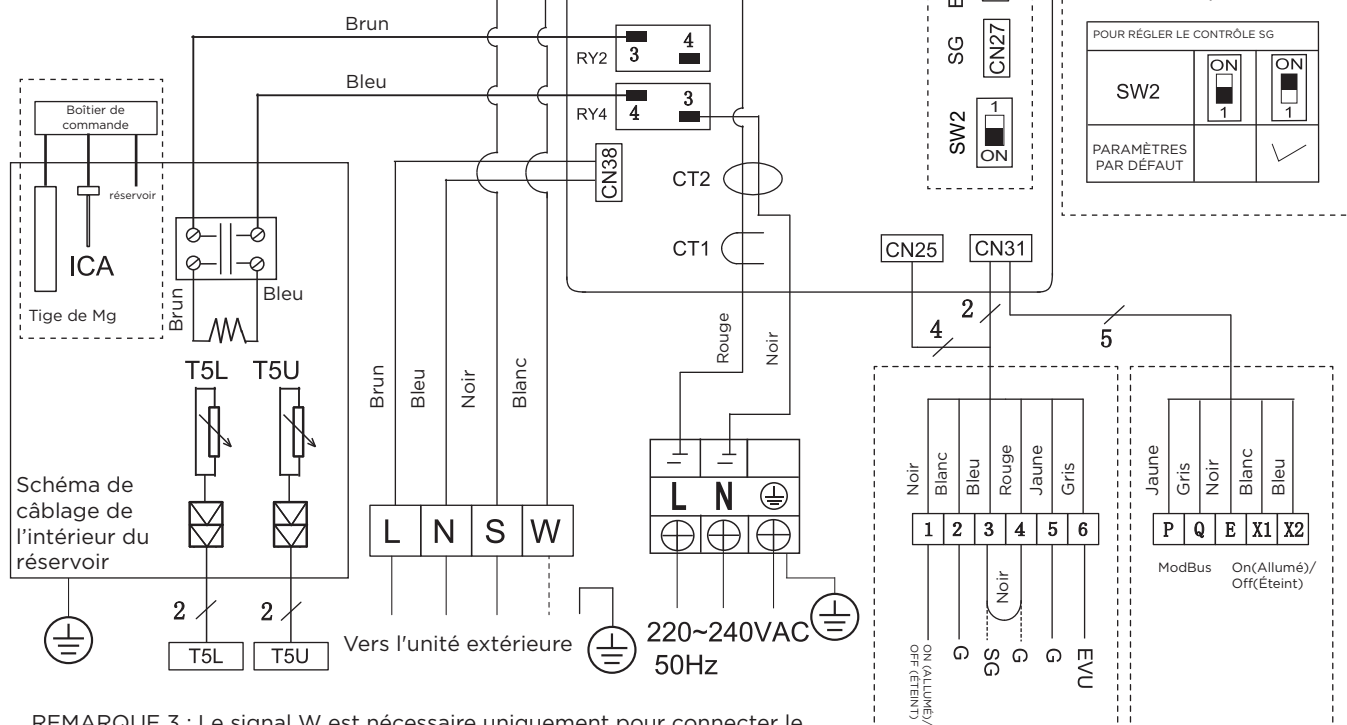 Brun
4
3
RY2
Bleu
3
4
RY4
CN38
CT2
CT1
SG
CN27
SW2
1
ON
POUR RÉGLER LE CONTRÔLE SG
SW2
ON
1
ON
1
PARAMÈTRES
PAR DÉFAUT
Boîtier de
commande
réservoir
ICA
Tige de Mg
Brun
Bleu
T5L
T5U
Schéma de
câblage de
l'intérieur du
réservoir
2
2
T5L
T5U
Brun
Bleu
Noir
Blanc
L
N
S
W
Vers l'unité extérieure
Rouge
Noir
L
N
220~240VAC
50Hz
CN25
CN31
2
4
5
Noir
Blanc
Bleu
Rouge
Jaune
Gris
1
2
3
4
5
6
Noir
ON (ALLUMÉ)/
OFF (ÉTEINT)
G
SG
G
G
EVU
Jaune
Gris
Noir
Blanc
Bleu
P
Q
E
X1
X2
ModBus
On(Allumé)/
Off(Éteint)
REMARQUE 3 : Le signal W est nécessaire uniquement pour connecter le